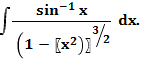 ∫ sin⁻¹ x / (1 − ⟦x²)⟧^(3/2) dx.